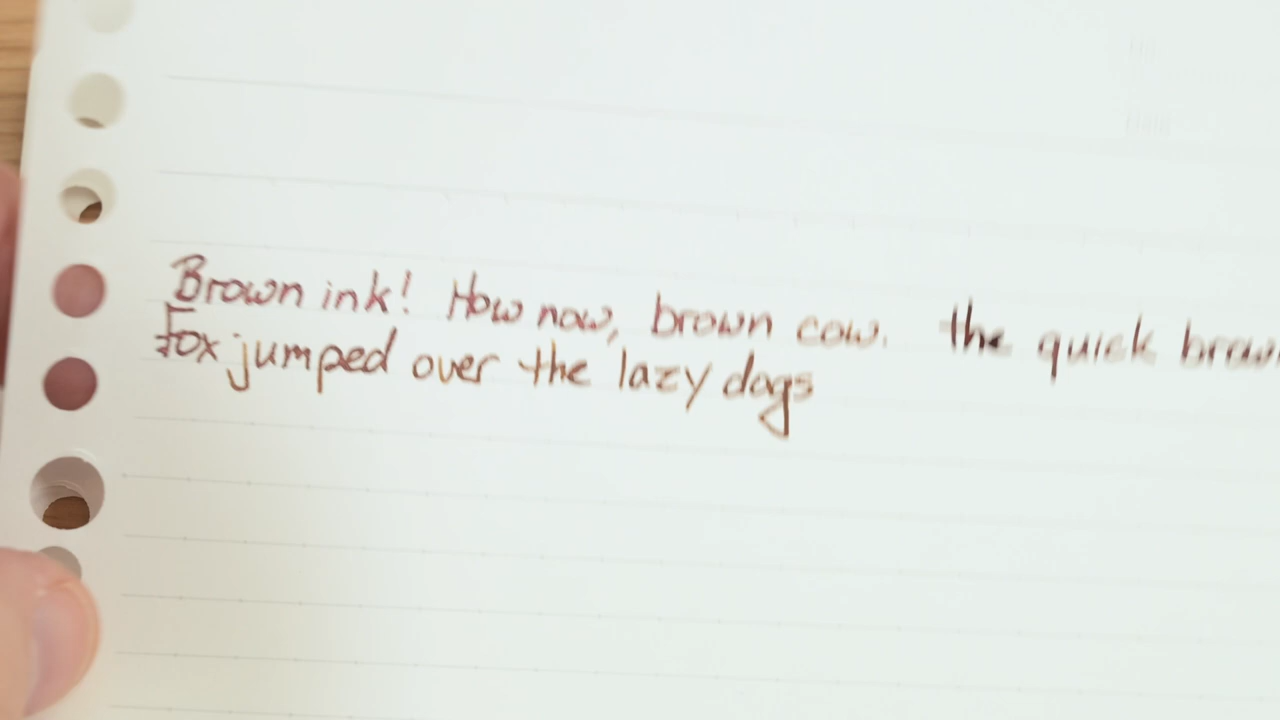 Brown ink! How now, brown cow. the quick brow
Fox jumped over the lazy dogs